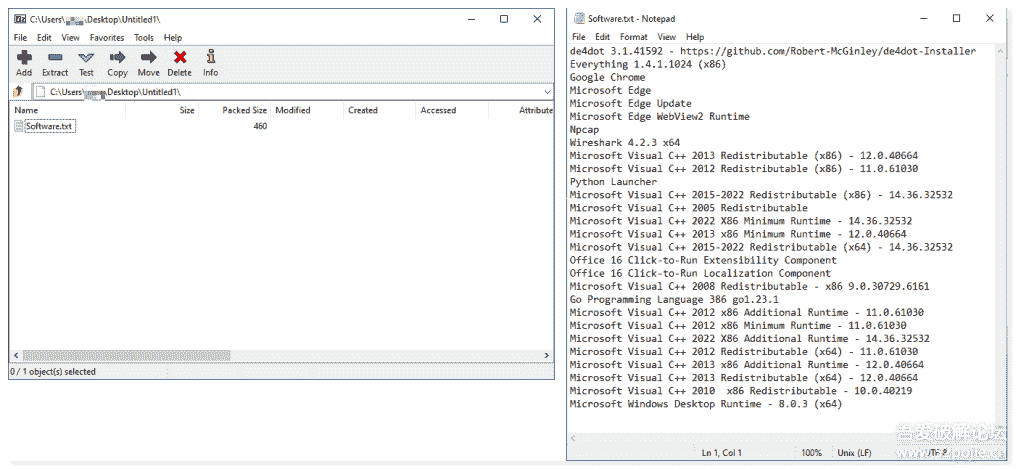 C:\Users\ Desktop\Untitled1\
File Edit View Favorites Tools Help
Add Extract Test Copy Move Delete Info
C:\Users\ Desktop\Untitled1\
Name Size Packed Size Modified Created Accessed Attribute
Software.txt 460
0 / 1 object(s) selected
Software.txt - Notepad
File Edit Format View Help
de4dot 3.1.41592 - https://github.com/Robert-McGinley/de4dot-Installer
Everything 1.4.1.1024 (x86)
Google Chrome
Microsoft Edge
Microsoft Edge Update
Microsoft Edge WebView2 Runtime
Npcap
Wireshark 4.2.3 x64
Microsoft Visual C++ 2013 Redistributable (x86) - 12.0.40664
Microsoft Visual C++ 2012 Redistributable (x86) - 11.0.61030
Python Launcher
Microsoft Visual C++ 2015-2022 Redistributable (x86) - 14.36.32532
Microsoft Visual C++ 2005 Redistributable
Microsoft Visual C++ 2022 X86 Minimum Runtime - 14.36.32532
Microsoft Visual C++ 2013 x86 Minimum Runtime - 12.0.40664
Microsoft Visual C++ 2015-2022 Redistributable (x64) - 14.36.32532
Office 16 Click-to-Run Extensibility Component
Office 16 Click-to-Run Localization Component
Microsoft Visual C++ 2008 Redistributable - x86 9.0.30729.6161
Go Programming Language 386 go1.23.1
Microsoft Visual C++ 2012 x86 Additional Runtime - 11.0.61030
Microsoft Visual C++ 2012 x86 Minimum Runtime - 11.0.61030
Microsoft Visual C++ 2022 X86 Additional Runtime - 14.36.32532
Microsoft Visual C++ 2012 Redistributable (x64) - 11.0.61030
Microsoft Visual C++ 2013 x86 Additional Runtime - 12.0.40664
Microsoft Visual C++ 2013 Redistributable (x64) - 12.0.40664
Microsoft Visual C++ 2010  x86 Redistributable - 10.0.40219
Microsoft Windows Desktop Runtime - 8.0.3 (x64)
吾爱破解论坛
Ln 1, Col 1 100% Unix (LF) UTF-8
www.52pojie.cn